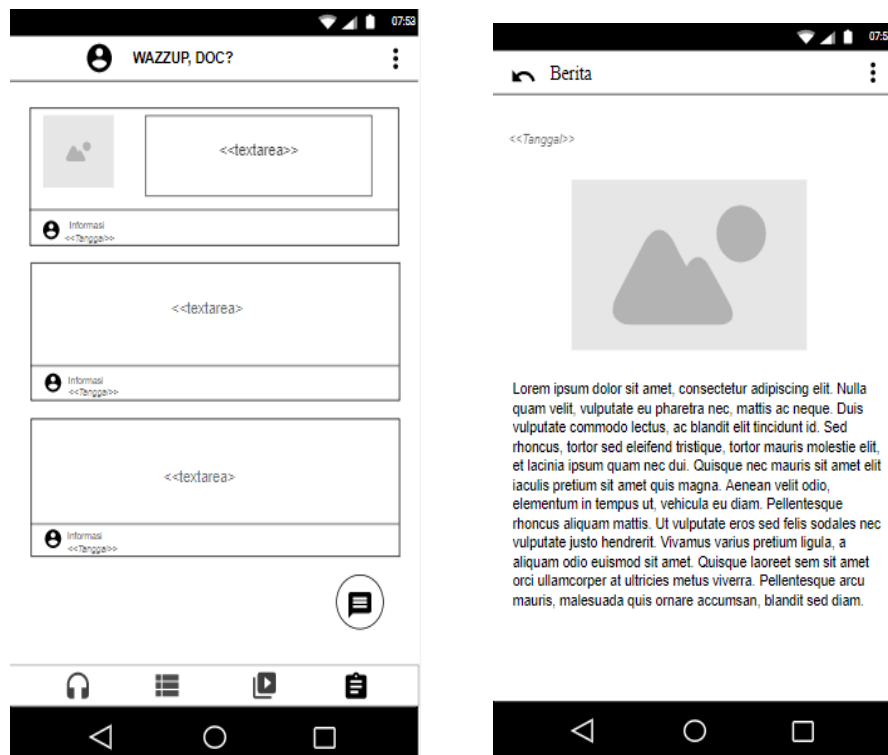 07:53
WAZZUP, DOC?
<<textarea>>
Informasi
<<Tanggal>>
<<textarea>
Informasi
<<Tanggal>>
<<textarea>
Informasi
<<Tanggal>>
07:5
Berita
<<Tanggal>>
Lorem ipsum dolor sit amet, consectetur adipiscing elit. Nulla
quam velit, vulputate eu pharetra nec, mattis ac neque. Duis
vulputate commodo lectus, ac blandit elit tincidunt id. Sed
rhoncus, tortor sed eleifend tristique, tortor mauris molestie elit,
et lacinia ipsum quam nec dui. Quisque nec mauris sit amet elit
iaculis pretium sit amet quis magna. Aenean velit odio,
elementum in tempus ut, vehicula eu diam. Pellentesque
rhoncus aliquam mattis. Ut vulputate eros sed felis sodales nec
vulputate justo hendrerit. Vivamus varius pretium ligula, a
aliquam odio euismod sit amet. Quisque laoreet sem sit amet
orci ullamcorper at ultricies metus viverra. Pellentesque arcu
mauris, malesuada quis ornare accumsan, blandit sed diam.